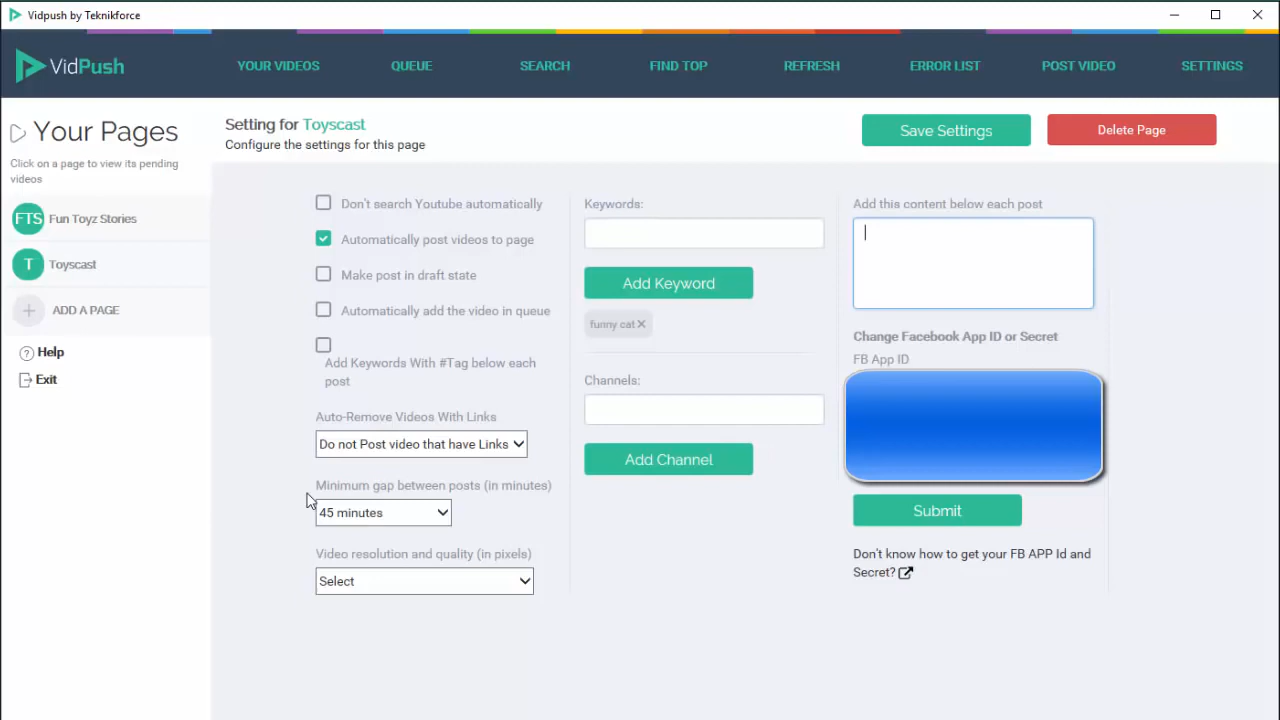 Vidpush by Teknikforce
VidPush
YOUR VIDEOS
QUEUE
SEARCH
FIND TOP
REFRESH
ERROR LIST
POST VIDEO
SETTINGS
Your Pages
Click on a page to view its pending
videos
FTS Fun Toyz Stories
T Toyscast
+ ADD A PAGE
? Help
Exit
Setting for Toyscast
Configure the settings for this page
Save Settings
Delete Page
Don't search Youtube automatically
Automatically post videos to page
Make post in draft state
Automatically add the video in queue
Add Keywords With #Tag below each
post
Auto-Remove Videos With Links
Do not Post video that have Links
Minimum gap between posts (in minutes)
45 minutes
Video resolution and quality (in pixels)
Select
Keywords:
Add Keyword
funny cat
Channels:
Add Channel
Add this content below each post
Change Facebook App ID or Secret
FB App ID
Submit
Don't know how to get your FB APP Id and
Secret?